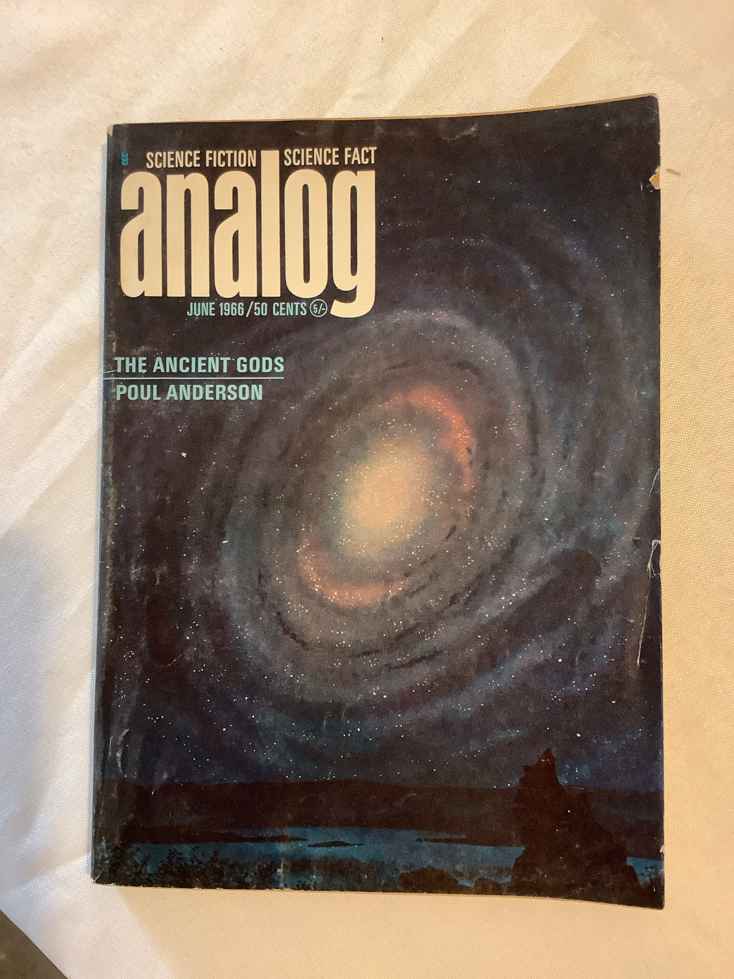 SCIENCE FICTION SCIENCE FACT
analog
JUNE 1966/50 CENTS 5/-
THE ANCIENT GODS
POUL ANDERSON